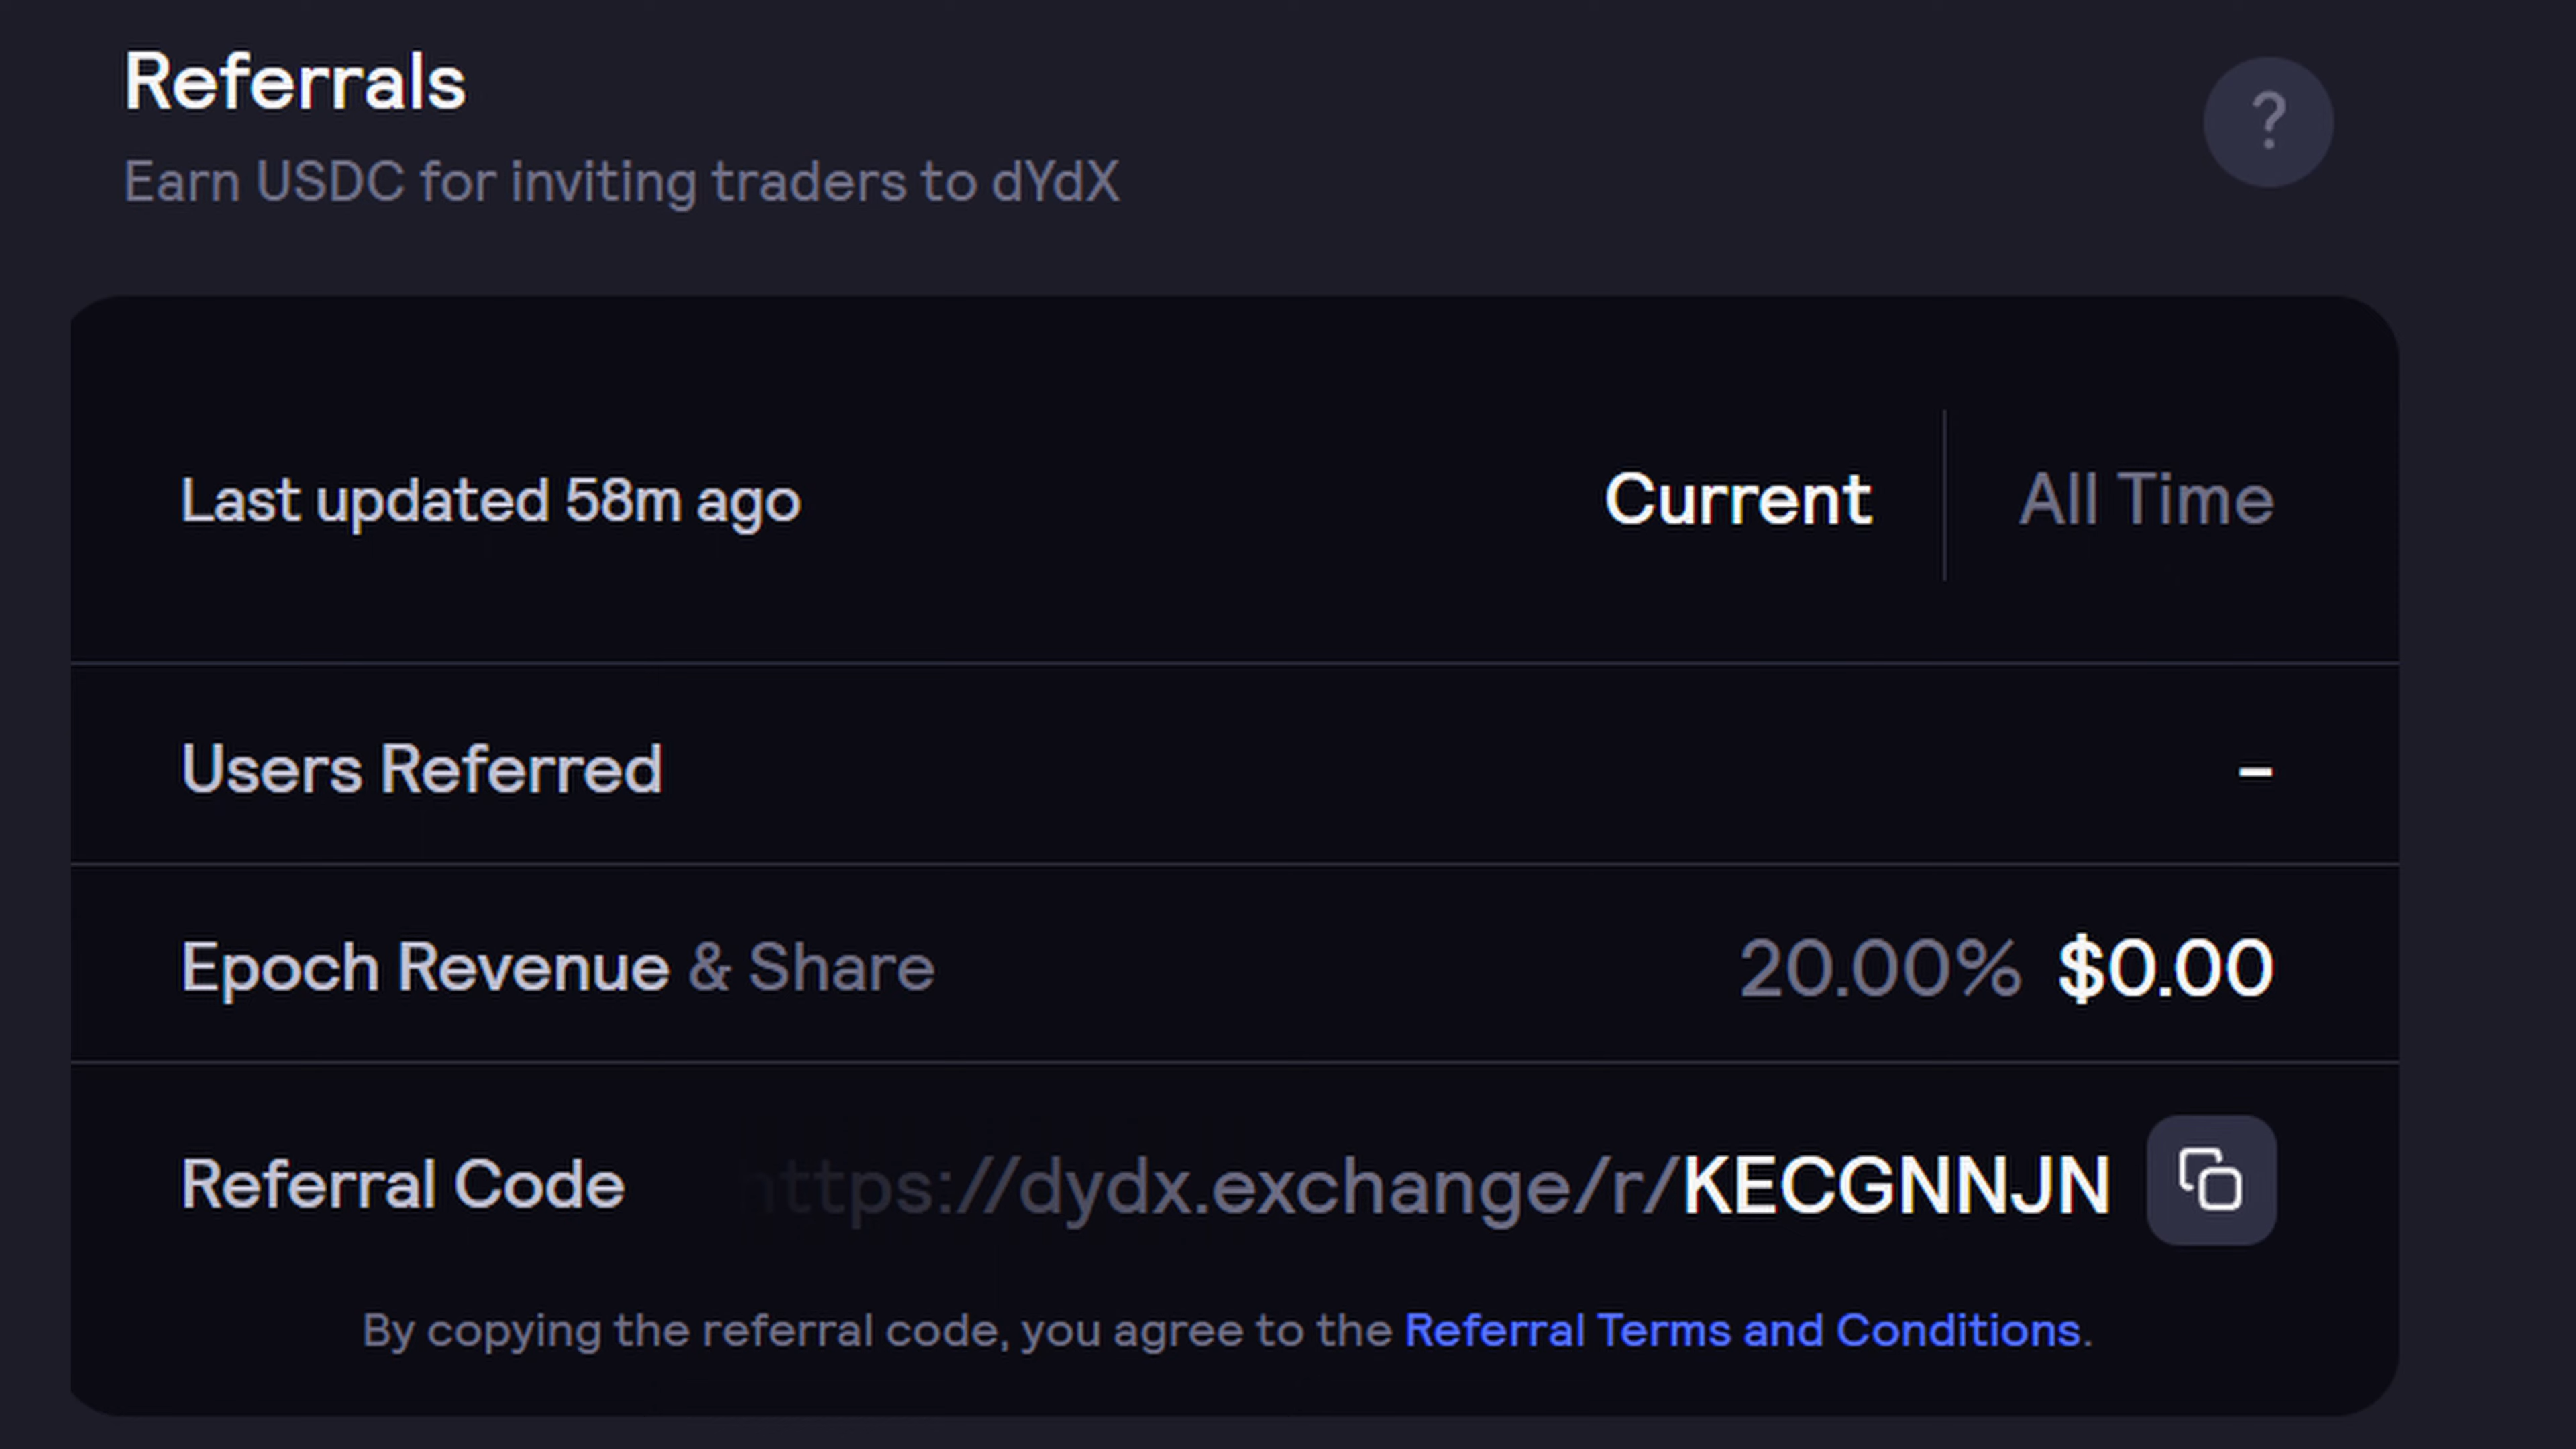 Referrals
?
Earn USDC for inviting traders to dYdX
Last updated 58m ago Current All Time
Users Referred –
Epoch Revenue & Share 20.00% $0.00
Referral Code https://dydx.exchange/r/KECGNNJN
By copying the referral code, you agree to the Referral Terms and Conditions.